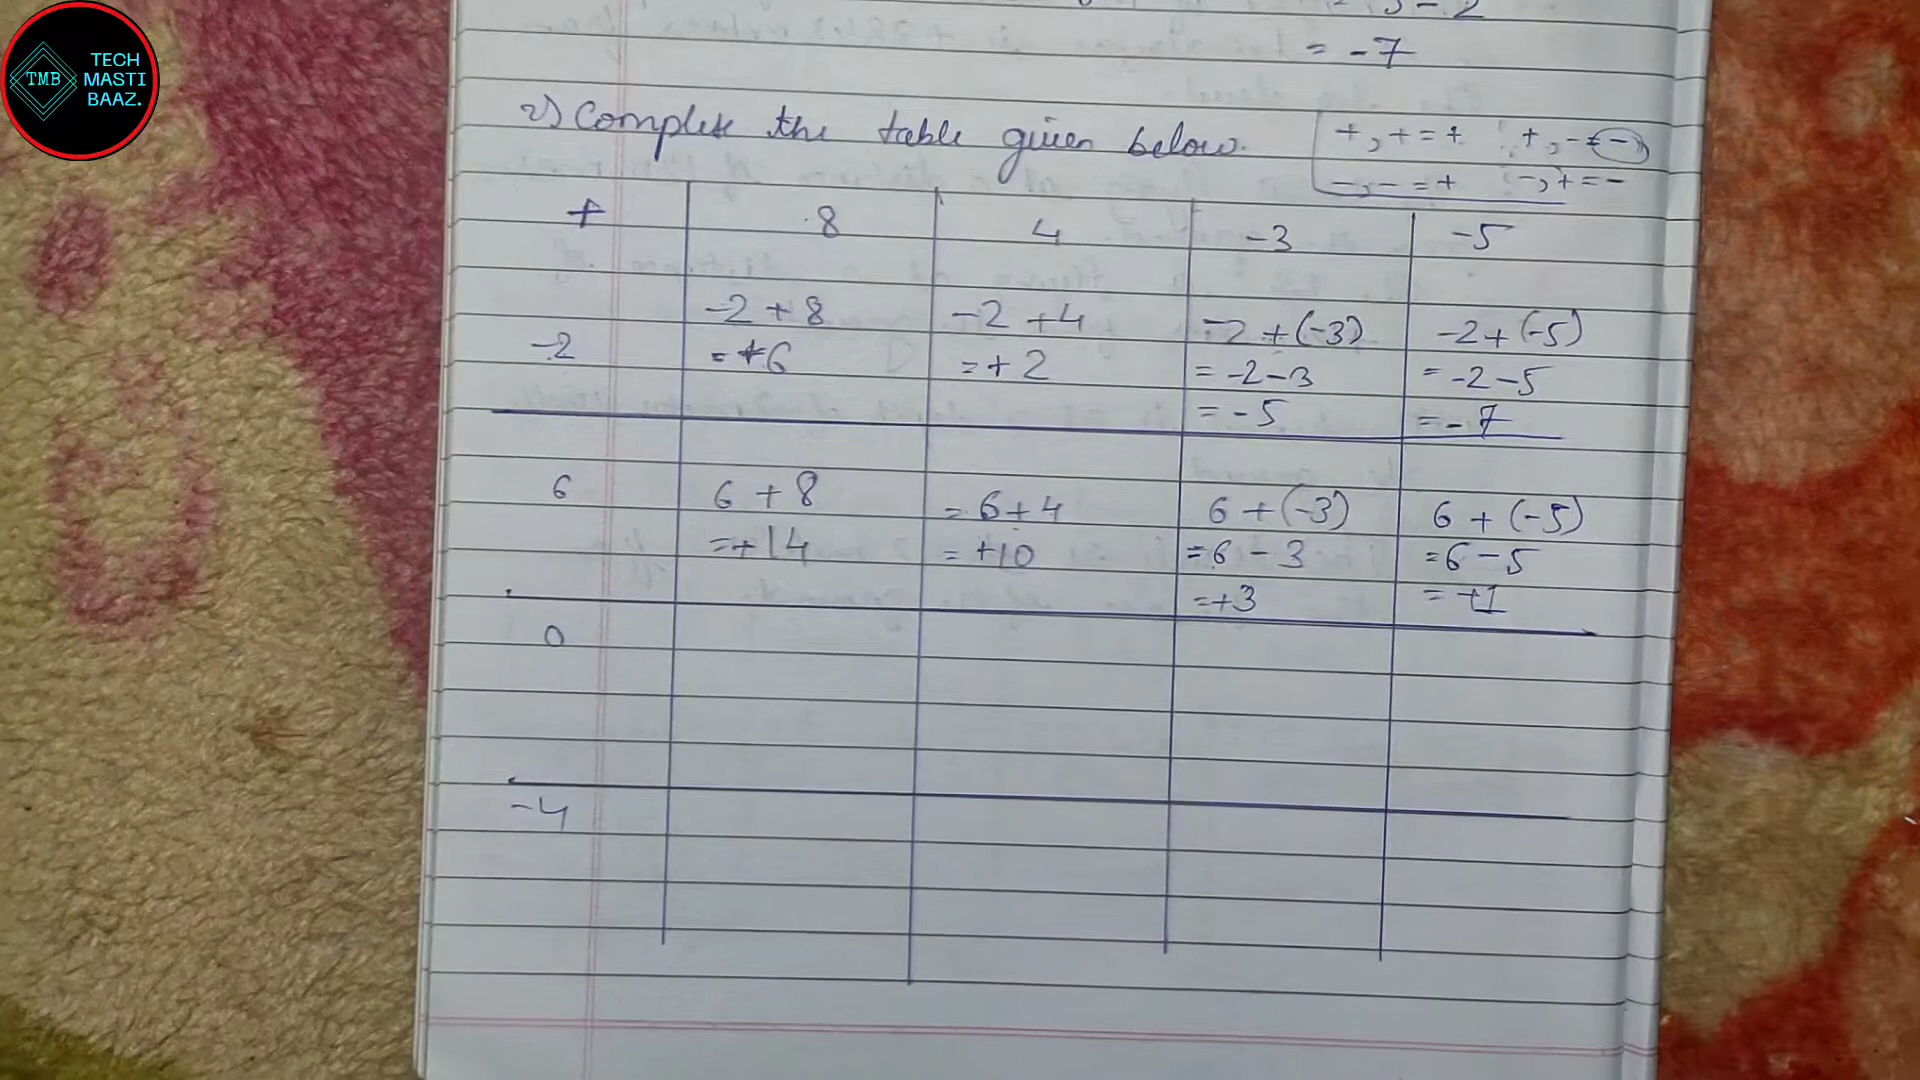 TECH
TMB MASTI
BAAZ.
= -7
2) Complete the table given below.
+, + = + +, - = -
-, - = + -, + = -
+ 8 4 -3 -5
-2 + 8 -2 + 4 -2 + (-3) -2 + (-5)
-2 = +6 = + 2 = -2 - 3 = -2 - 5
= -5 = -7
6 6 + 8 = 6 + 4 6 + (-3) 6 + (-5)
= +14 = +10 = 6 - 3 = 6 - 5
= +3 = +1
0
-4